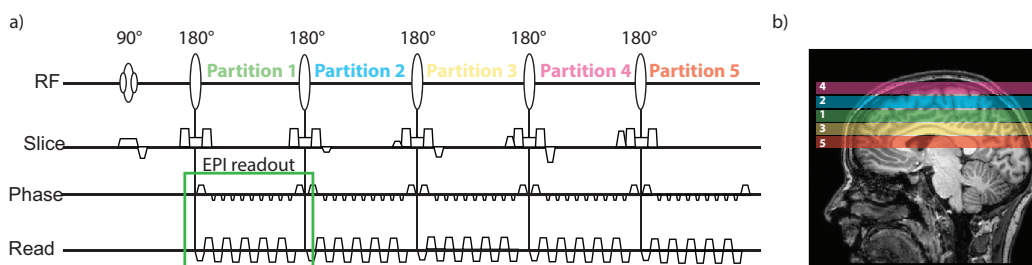 a)
b)
90° 180° 180° 180° 180° 180°
RF Partition 1 Partition 2 Partition 3 Partition 4 Partition 5
Slice
EPI readout
Phase
Read
4
2
1
3
5